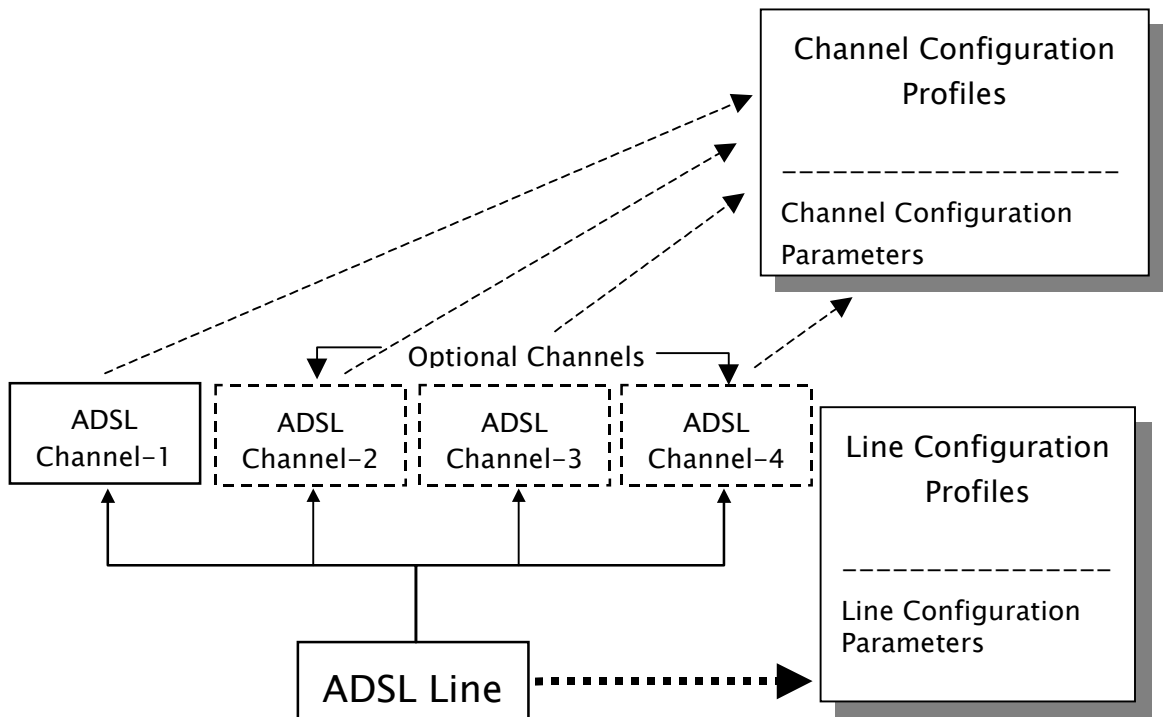 Channel Configuration
Profiles
Channel Configuration
Parameters
Optional Channels
ADSL
Channel-1
ADSL
Channel-2
ADSL
Channel-3
ADSL
Channel-4
Line Configuration
Profiles
Line Configuration
Parameters
ADSL Line